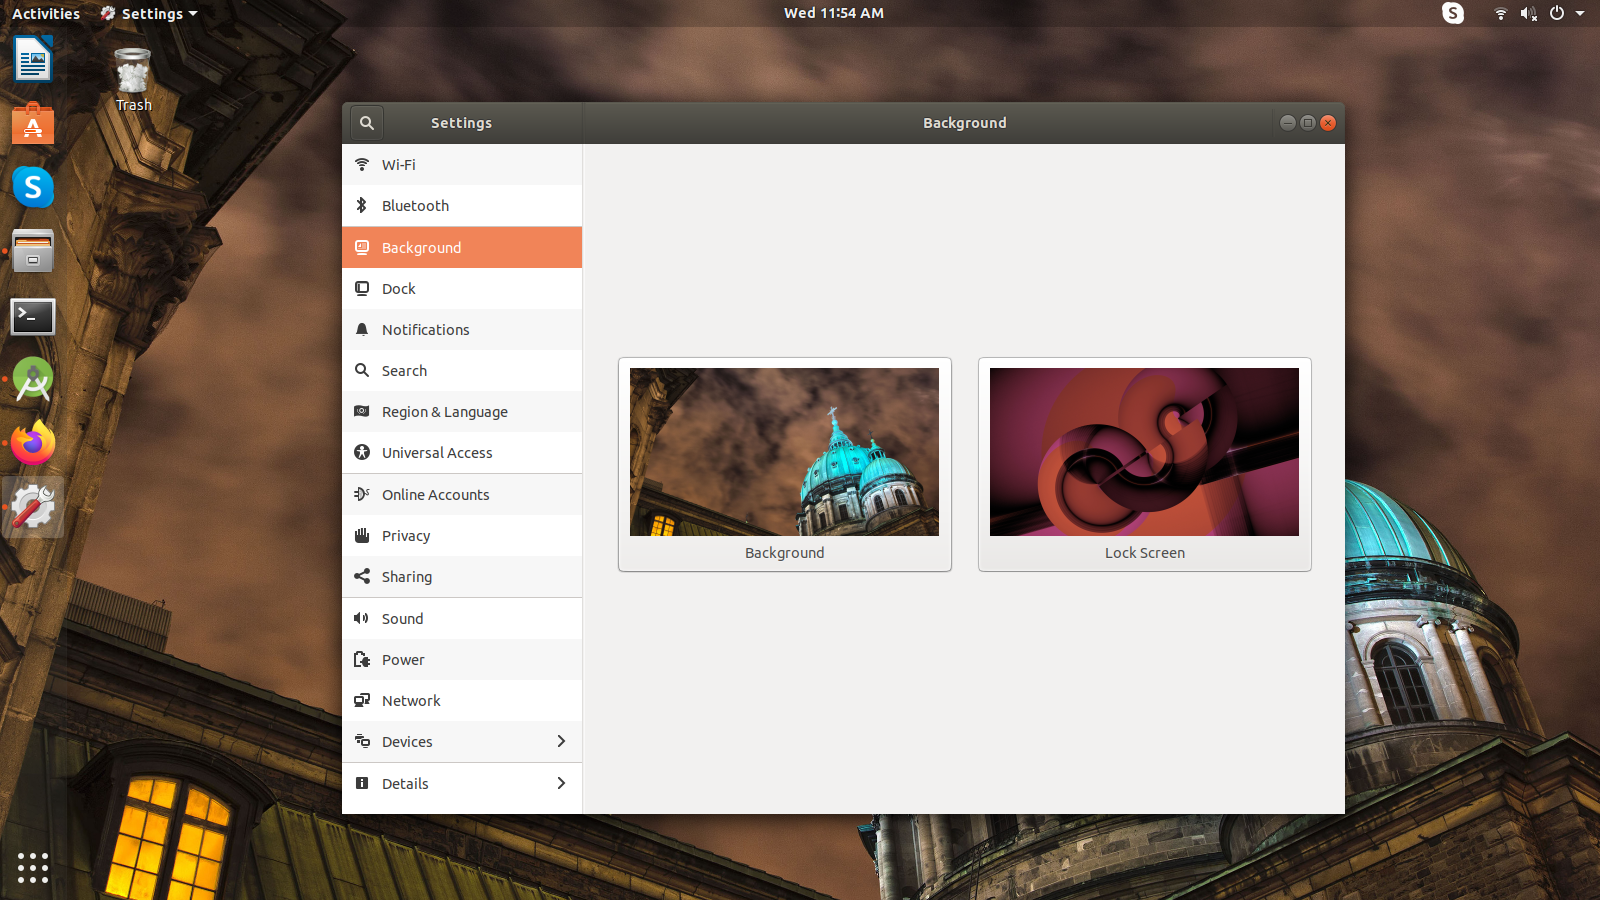 Activities
Settings
Wed 11:54 AM
Trash
Settings
Background
Wi-Fi
Bluetooth
Background
Dock
Notifications
Search
Region & Language
Universal Access
Online Accounts
Privacy
Sharing
Sound
Power
Network
Devices
Details
Background
Lock Screen